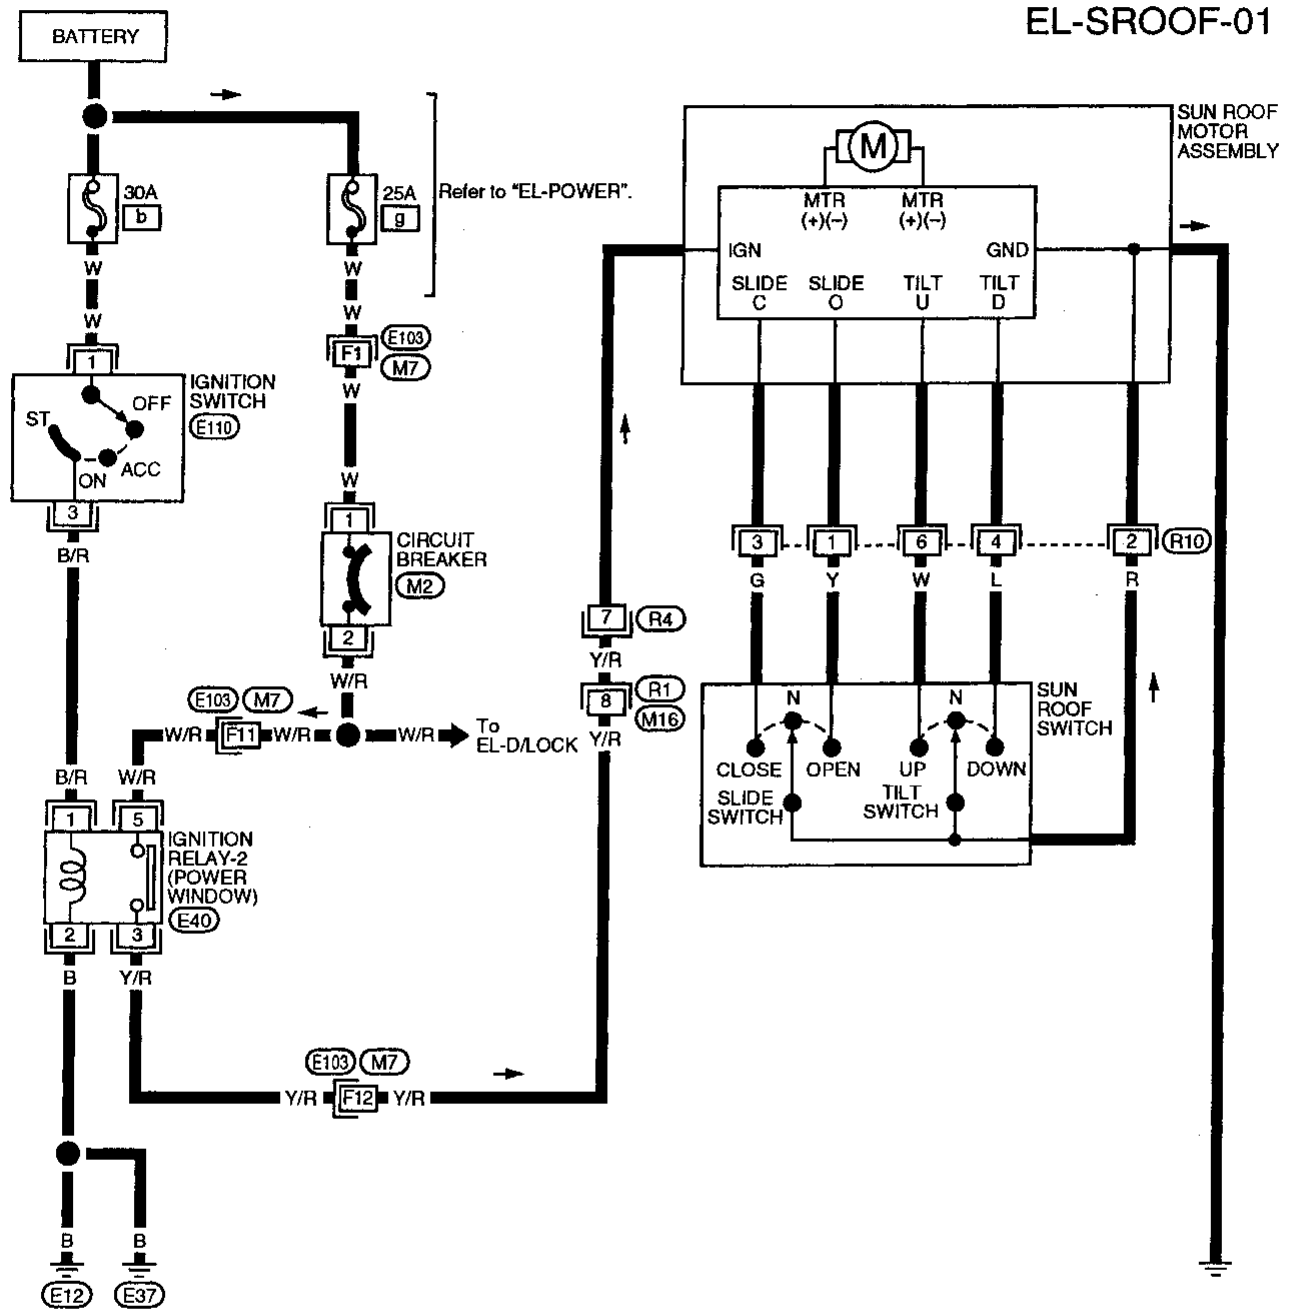 EL-SROOF-01
BATTERY
30A
b
25A
g
Refer to "EL-POWER".
W
W
W
W
F1
E103
M7
W
W
1
IGNITION
SWITCH
E110
OFF
ST
ACC
ON
3
B/R
1
CIRCUIT
BREAKER
M2
2
W/R
E103
M7
W/R
F11
W/R
W/R
To
EL-D/LOCK
B/R
W/R
1
5
IGNITION
RELAY-2
(POWER
WINDOW)
E40
2
3
B
Y/R
E103
M7
Y/R
F12
Y/R
B
B
E12
E37
7
R4
Y/R
8
R1
M16
Y/R
SUN ROOF
MOTOR
ASSEMBLY
M
MTR
(+)(-)
MTR
(+)(-)
IGN
GND
SLIDE
C
SLIDE
O
TILT
U
TILT
D
3
1
6
4
2
R10
G
Y
W
L
R
SUN
ROOF
SWITCH
N
N
CLOSE
OPEN
UP
DOWN
SLIDE
SWITCH
TILT
SWITCH